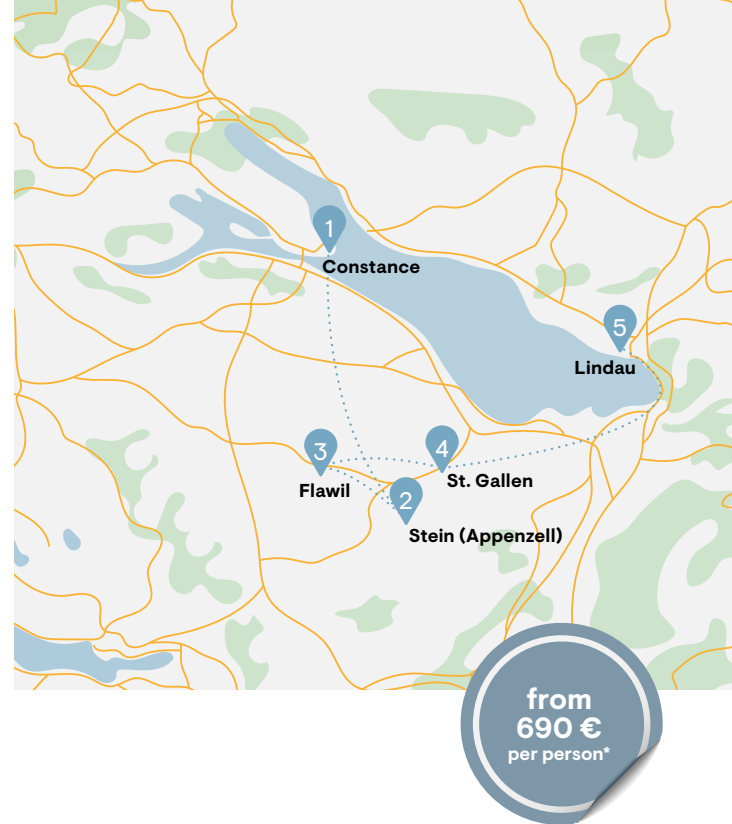 1
Constance
5
Lindau
3
Flawil
4
St. Gallen
2
Stein (Appenzell)
from
690 €
per person*